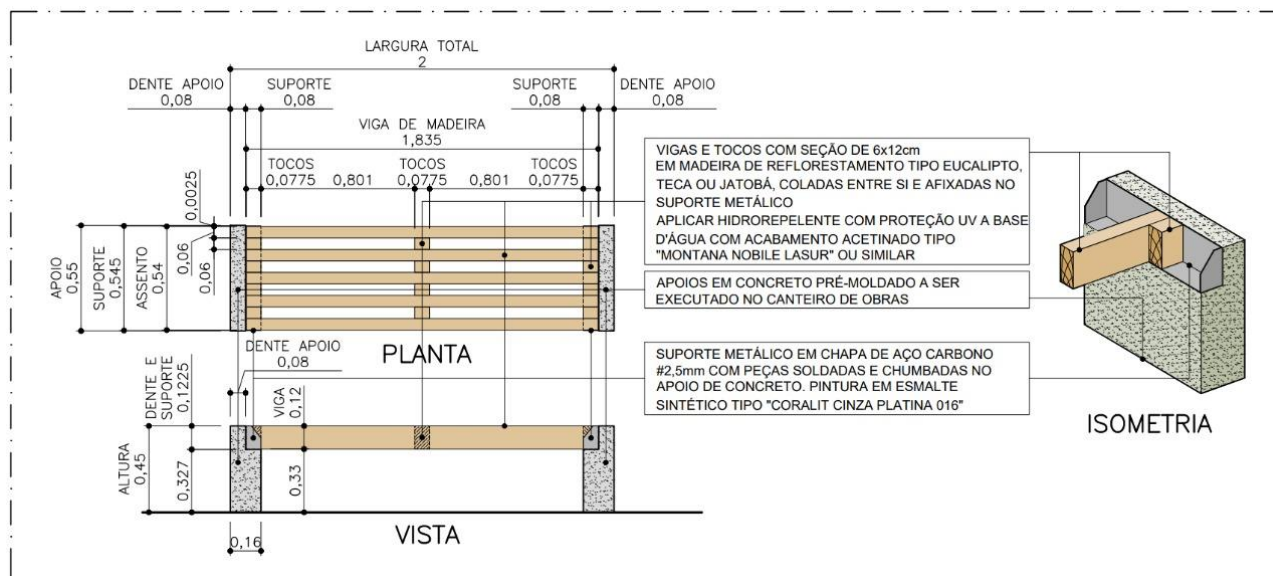 LARGURA TOTAL
2
DENTE APOIO
0,08
SUPORTE
0,08
SUPORTE
0,08
DENTE APOIO
0,08
VIGA DE MADEIRA
1,835
TOCOS
0,0775
0,801
TOCOS
0,0775
0,801
TOCOS
0,0775
0,0025
0,06
0,06
APOIO
0,55
SUPORTE
0,545
ASSENTO
0,54
PLANTA
VIGAS E TOCOS COM SEÇÃO DE 6x12cm
EM MADEIRA DE REFLORESTAMENTO TIPO EUCALIPTO,
TECA OU JATOBÁ, COLADAS ENTRE SI E AFIXADAS NO
SUPORTE METÁLICO
APLICAR HIDROREPELENTE COM PROTEÇÃO UV A BASE
D'ÁGUA COM ACABAMENTO ACETINADO TIPO
"MONTANA NOBILE LASUR" OU SIMILAR
APOIOS EM CONCRETO PRÉ-MOLDADO A SER
EXECUTADO NO CANTEIRO DE OBRAS
SUPORTE METÁLICO EM CHAPA DE AÇO CARBONO
#2,5mm COM PEÇAS SOLDADAS E CHUMBADAS NO
APOIO DE CONCRETO. PINTURA EM ESMALTE
SINTÉTICO TIPO "CORALIT CINZA PLATINA 016"
ISOMETRIA
DENTE APOIO
0,08
DENTE E
SUPORTE
0,1225
VIGA
0,12
ALTURA
0,45
0,327
0,33
0,16
VISTA